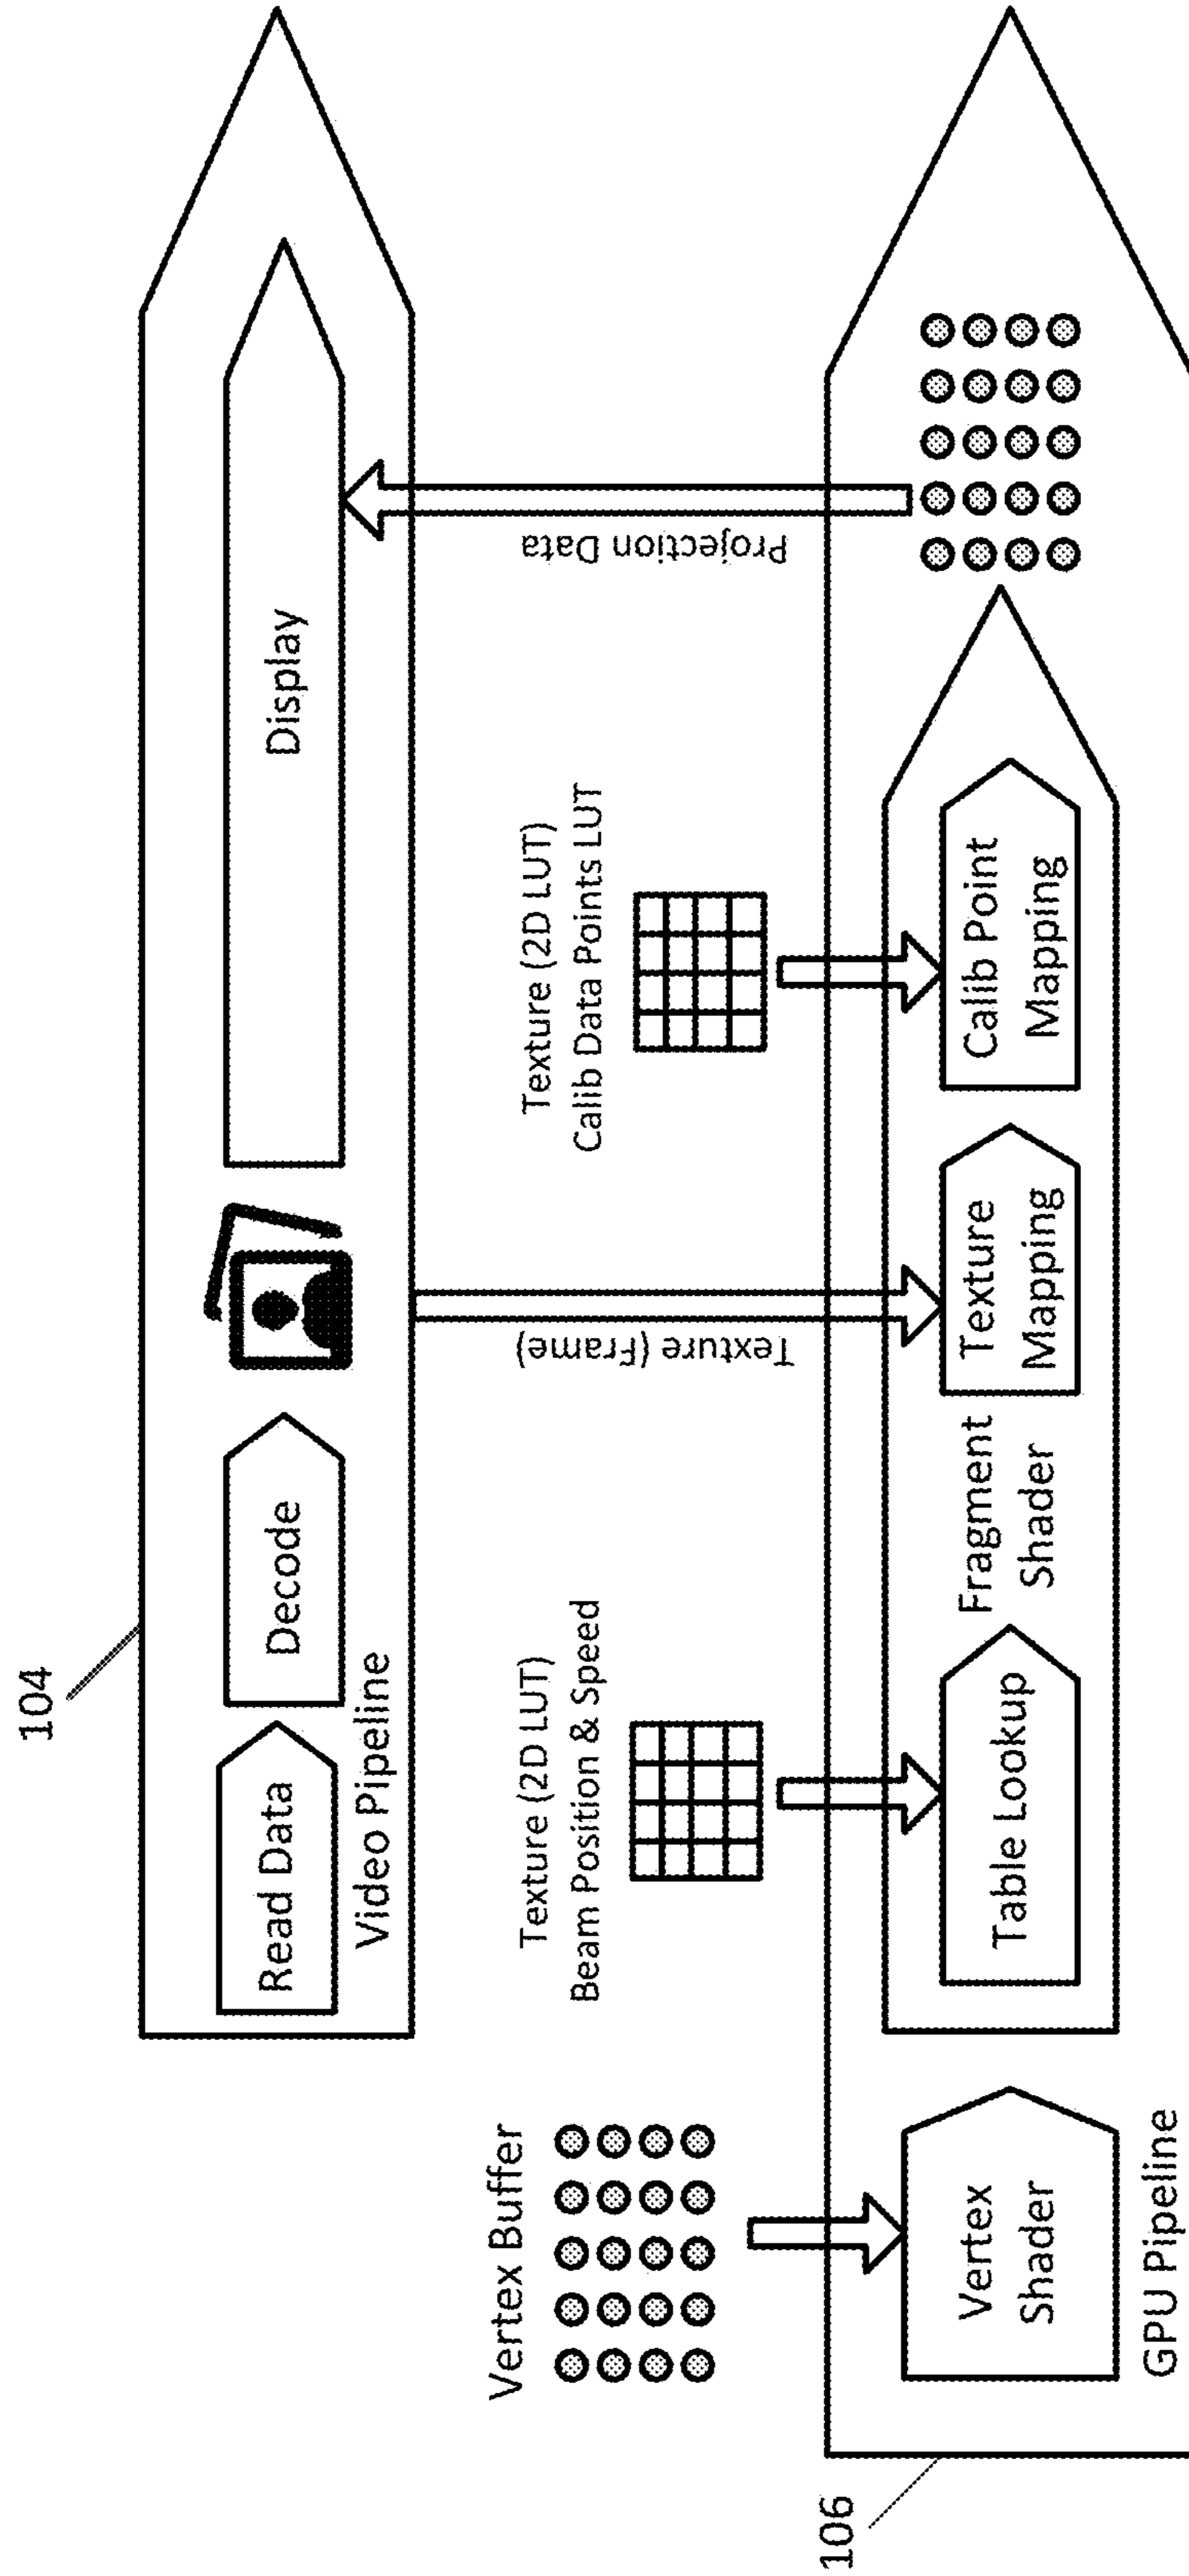 104
Read Data
Decode
Display
Video Pipeline
Vertex Buffer
Texture (2D LUT)
Beam Position & Speed
Texture (Frame)
Texture (2D LUT)
Calib Data Points LUT
Projection Data
106
Vertex
Shader
Table Lookup
Fragment
Shader
Texture
Mapping
Calib Point
Mapping
GPU Pipeline